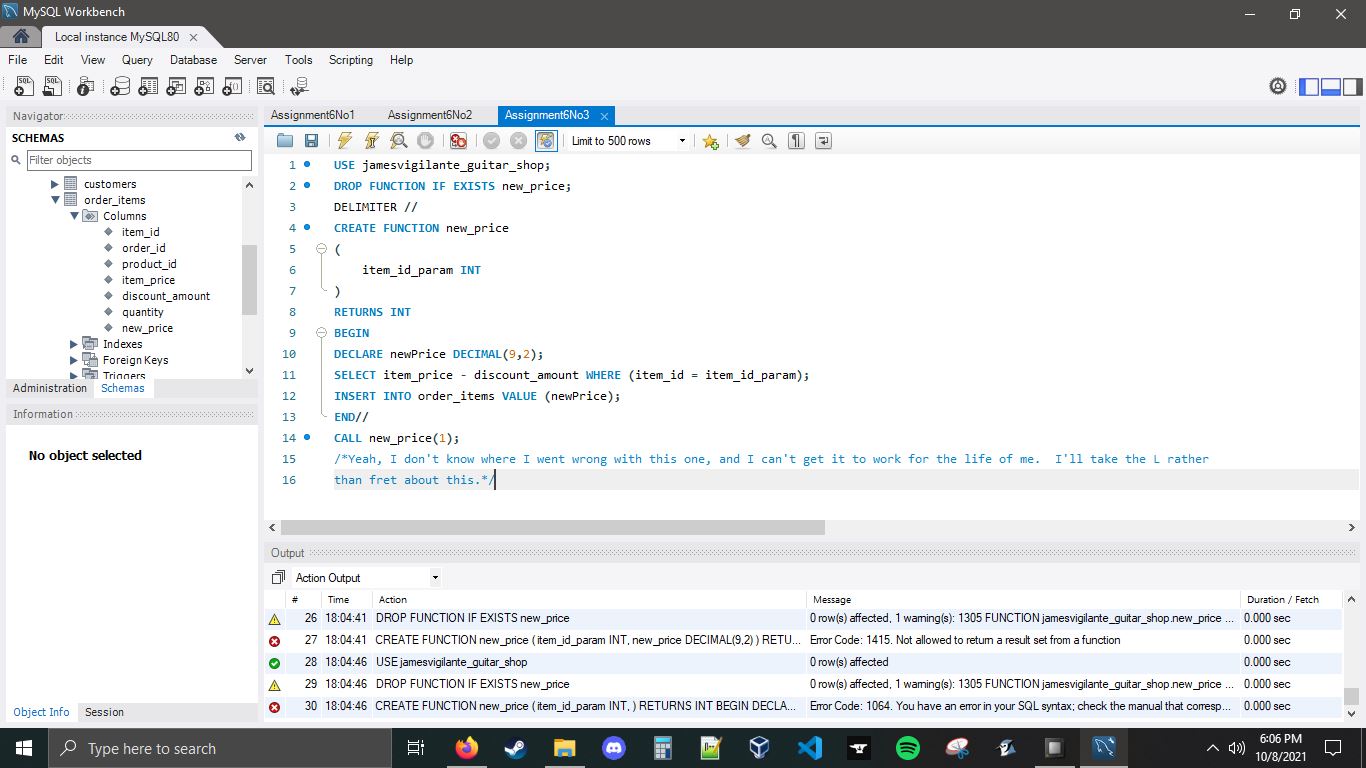 MySQL Workbench
Local instance MySQL80
File Edit View Query Database Server Tools Scripting Help
Navigator
SCHEMAS
Filter objects
customers
order_items
Columns
item_id
order_id
product_id
item_price
discount_amount
quantity
new_price
Indexes
Foreign Keys
Triggers
Administration Schemas
Information
No object selected
Object Info Session
Assignment6No1 Assignment6No2 Assignment6No3
Limit to 500 rows
1 USE jamesvigilante_guitar_shop;
2 DROP FUNCTION IF EXISTS new_price;
3 DELIMITER //
4 CREATE FUNCTION new_price
5 (
6 item_id_param INT
7 )
8 RETURNS INT
9 BEGIN
10 DECLARE newPrice DECIMAL(9,2);
11 SELECT item_price - discount_amount WHERE (item_id = item_id_param);
12 INSERT INTO order_items VALUE (newPrice);
13 END//
14 CALL new_price(1);
15 /*Yeah, I don't know where I went wrong with this one, and I can't get it to work for the life of me.  I'll take the L rather
16 than fret about this.*/
Output
Action Output
# Time Action Message Duration / Fetch
26 18:04:41 DROP FUNCTION IF EXISTS new_price 0 row(s) affected, 1 warning(s): 1305 FUNCTION jamesvigilante_guitar_shop.new_price ... 0.000 sec
27 18:04:41 CREATE FUNCTION new_price ( item_id_param INT, new_price DECIMAL(9,2) ) RETU... Error Code: 1415. Not allowed to return a result set from a function 0.000 sec
28 18:04:46 USE jamesvigilante_guitar_shop 0 row(s) affected 0.000 sec
29 18:04:46 DROP FUNCTION IF EXISTS new_price 0 row(s) affected, 1 warning(s): 1305 FUNCTION jamesvigilante_guitar_shop.new_price ... 0.000 sec
30 18:04:46 CREATE FUNCTION new_price ( item_id_param INT, ) RETURNS INT BEGIN DECLA... Error Code: 1064. You have an error in your SQL syntax; check the manual that corresp... 0.000 sec
Type here to search
6:06 PM
10/8/2021